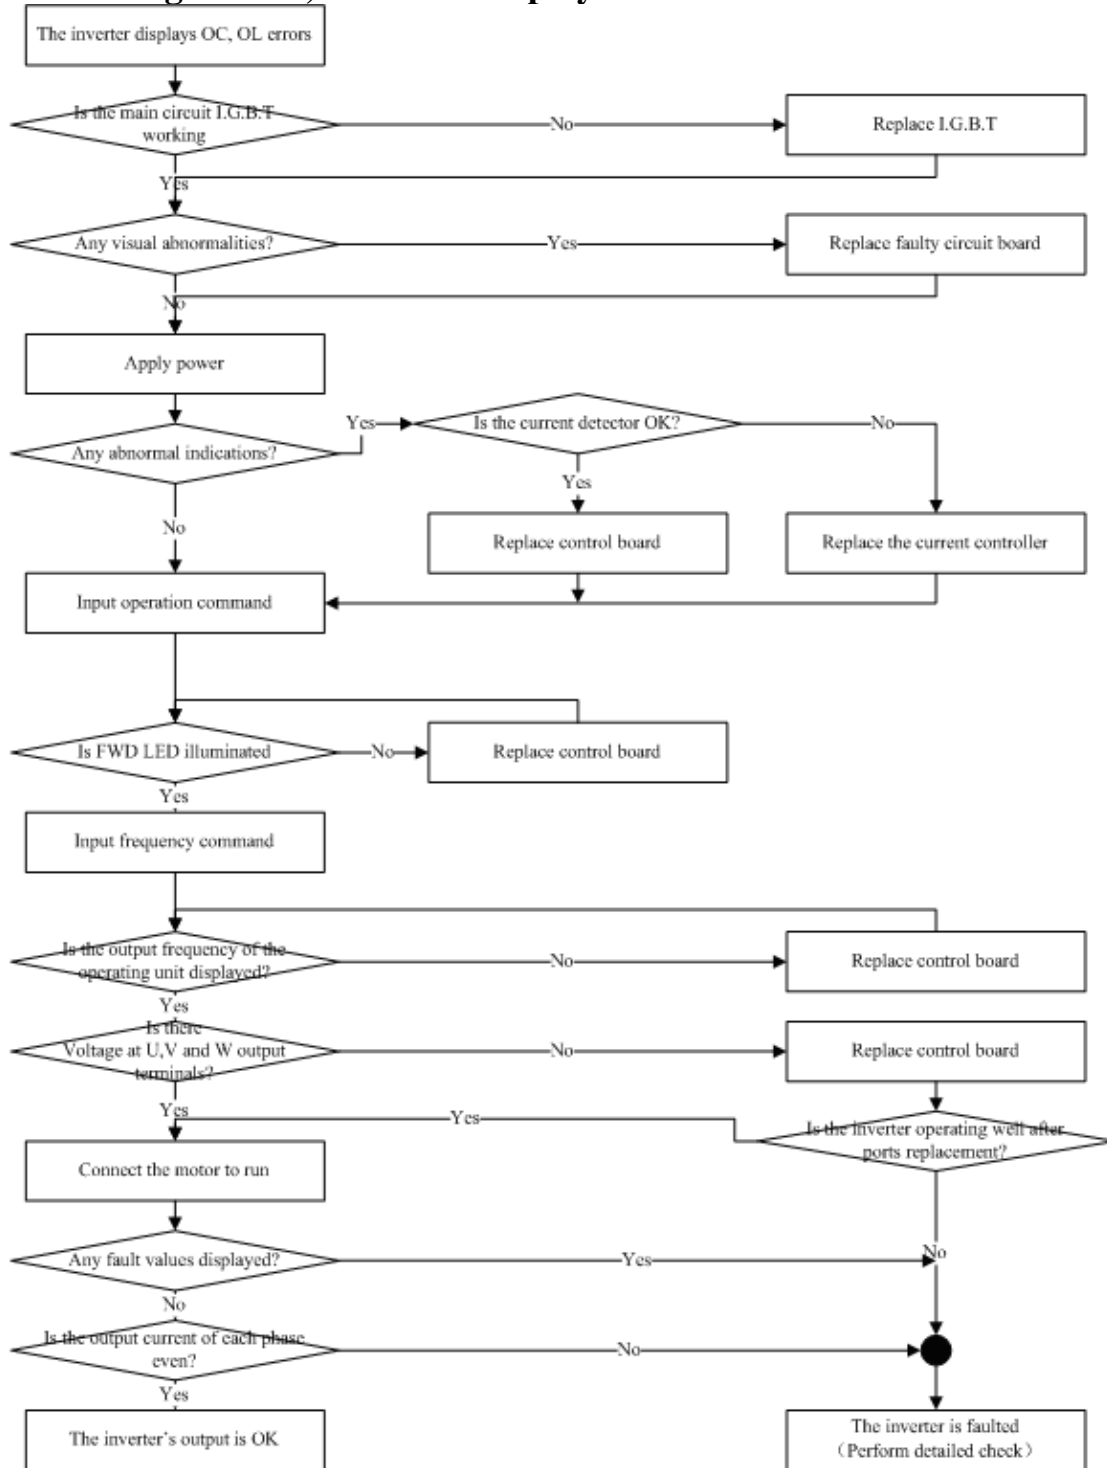 The inverter displays OC, OL errors
Is the main circuit I.G.B.T
working
No
Replace I.G.B.T
Yes
Any visual abnormalities?
Yes
Replace faulty circuit board
No
Apply power
Any abnormal indications?
Yes
Is the current detector OK?
No
Yes
No
Replace control board
Replace the current controller
Input operation command
Is FWD LED illuminated
No
Replace control board
Yes
Input frequency command
Is the output frequency of the
operating unit displayed?
No
Replace control board
Yes
Is there
Voltage at U,V and W output
terminals?
No
Replace control board
Yes
Yes
Is the inverter operating well after
ports replacement?
Connect the motor to run
No
Any fault values displayed?
Yes
No
Is the output current of each phase
even?
No
Yes
The inverter's output is OK
The inverter is faulted
(Perform detailed check)